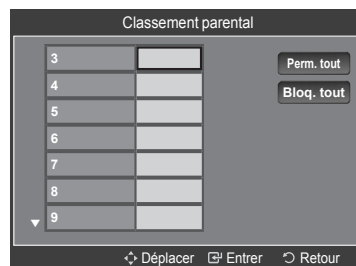 Classement parental
3
4
5
6
7
8
9
Perm. tout
Bloq. tout
Déplacer Entrer Retour